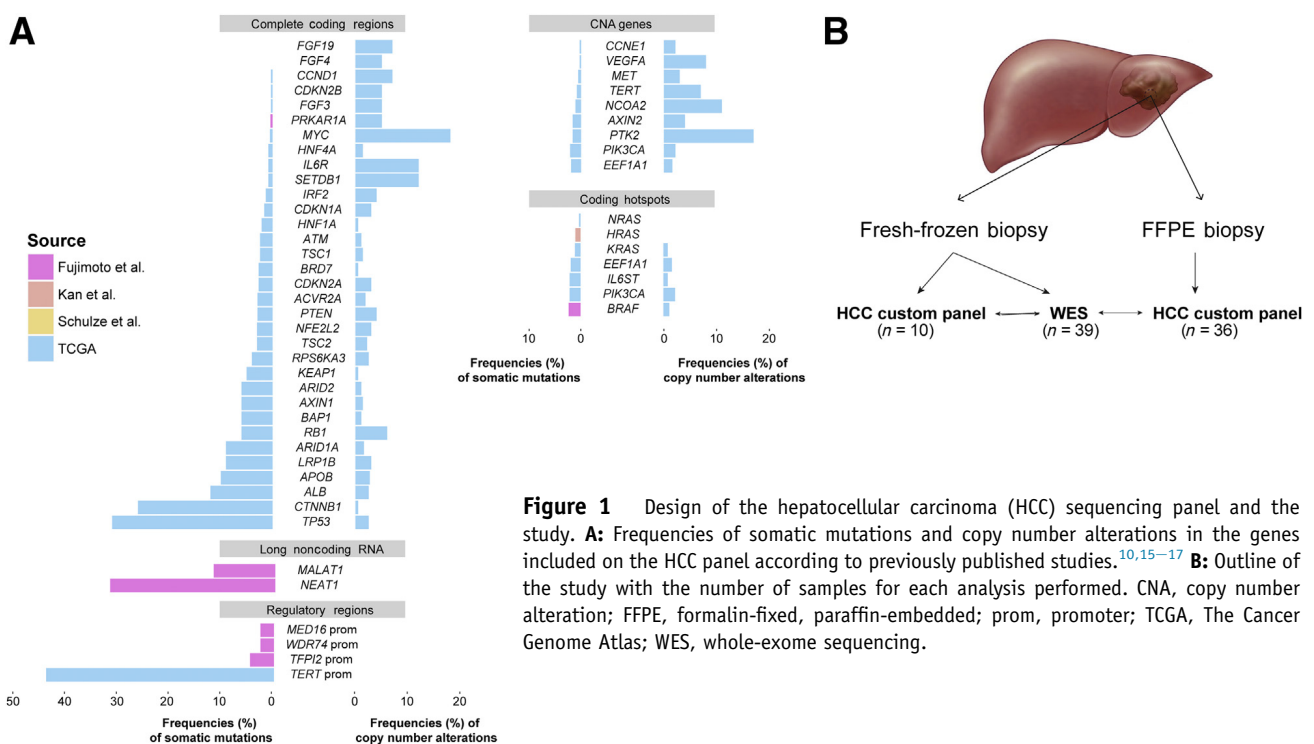 A
Complete coding regions
FGF19
FGF4
CCND1
CDKN2B
FGF3
PRKAR1A
MYC
HNF4A
IL6R
SETDB1
IRF2
CDKN1A
HNF1A
ATM
TSC1
BRD7
CDKN2A
ACVR2A
PTEN
NFE2L2
TSC2
RPS6KA3
KEAP1
ARID2
AXIN1
BAP1
RB1
ARID1A
LRP1B
APOB
ALB
CTNNB1
TP53
Long noncoding RNA
MALAT1
NEAT1
Regulatory regions
MED16 prom
WDR74 prom
TFPI2 prom
TERT prom
50 40 30 20 10 0 0 10 20
Frequencies (%)
of somatic mutations
Frequencies (%) of
copy number alterations
Source
Fujimoto et al.
Kan et al.
Schulze et al.
TCGA
CNA genes
CCNE1
VEGFA
MET
TERT
NCOA2
AXIN2
PTK2
PIK3CA
EEF1A1
Coding hotspots
NRAS
HRAS
KRAS
EEF1A1
IL6ST
PIK3CA
BRAF
10 0 0 10 20
Frequencies (%)
of somatic mutations
Frequencies (%) of
copy number alterations
B
Fresh-frozen biopsy
FFPE biopsy
HCC custom panel
(n = 10)
WES
(n = 39)
HCC custom panel
(n = 36)
Figure 1 Design of the hepatocellular carcinoma (HCC) sequencing panel and the
study. A: Frequencies of somatic mutations and copy number alterations in the genes
included on the HCC panel according to previously published studies.10,15–17 B: Outline of
the study with the number of samples for each analysis performed. CNA, copy number
alteration; FFPE, formalin-fixed, paraffin-embedded; prom, promoter; TCGA, The Cancer
Genome Atlas; WES, whole-exome sequencing.